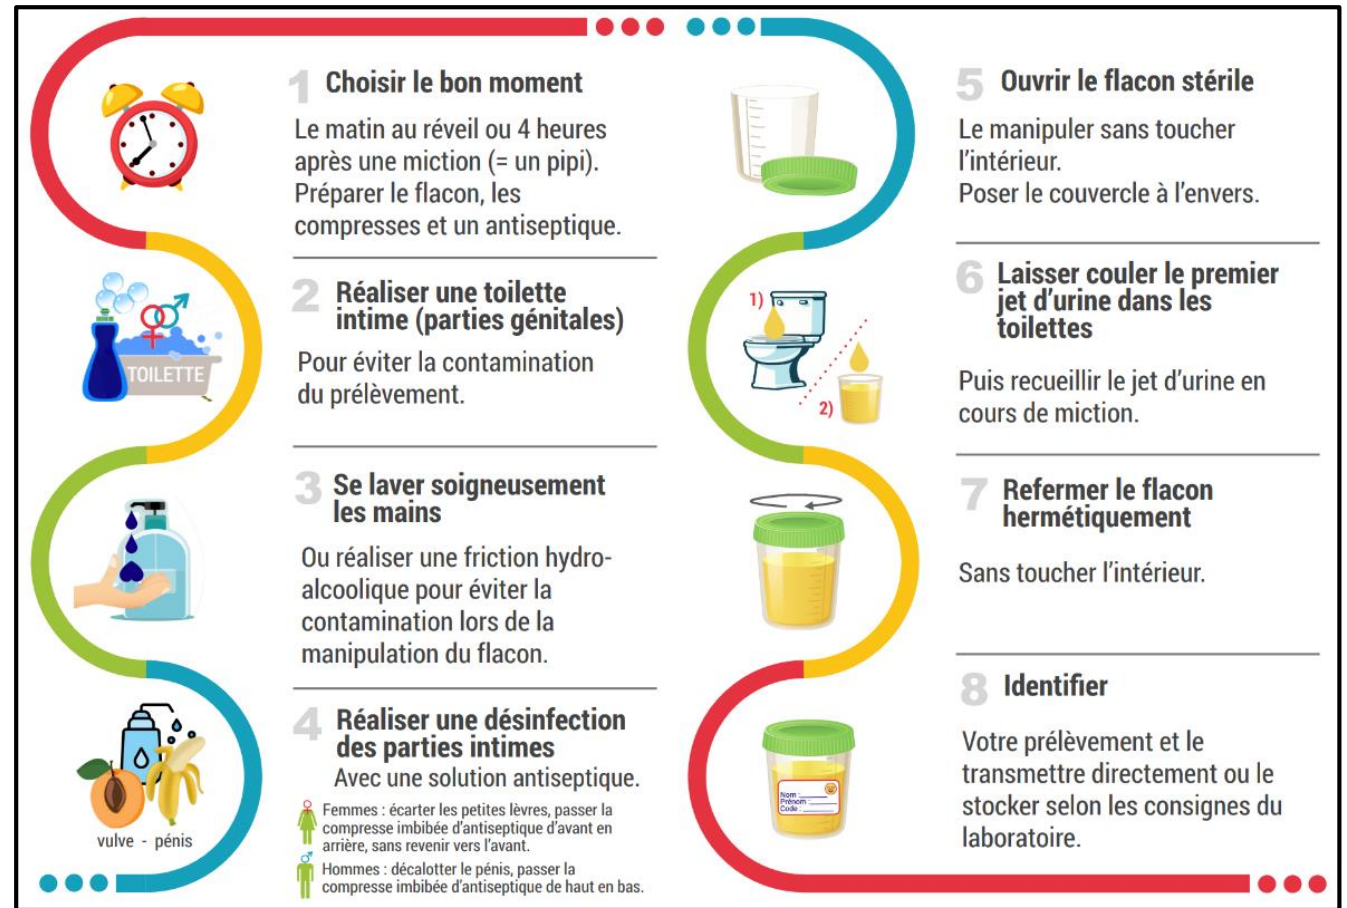 1 Choisir le bon moment
Le matin au réveil ou 4 heures
après une miction (= un pipi).
Préparer le flacon, les
compresses et un antiseptique.
TOILETTE
2 Réaliser une toilette
intime (parties génitales)
Pour éviter la contamination
du prélèvement.
3 Se laver soigneusement
les mains
Ou réaliser une friction hydro-
alcoolique pour éviter la
contamination lors de la
manipulation du flacon.
vulve - pénis
4 Réaliser une désinfection
des parties intimes
Avec une solution antiseptique.
Femmes : écarter les petites lèvres, passer la
compresse imbibée d'antiseptique d'avant en
arrière, sans revenir vers l'avant.
Hommes : décalotter le pénis, passer la
compresse imbibée d'antiseptique de haut en bas.
5 Ouvrir le flacon stérile
Le manipuler sans toucher
l'intérieur.
Poser le couvercle à l'envers.
1)
2)
6 Laisser couler le premier
jet d'urine dans les
toilettes
Puis recueillir le jet d'urine en
cours de miction.
7 Refermer le flacon
hermétiquement
Sans toucher l'intérieur.
Nom :
Prénom :
Code :
8 Identifier
Votre prélèvement et le
transmettre directement ou le
stocker selon les consignes du
laboratoire.